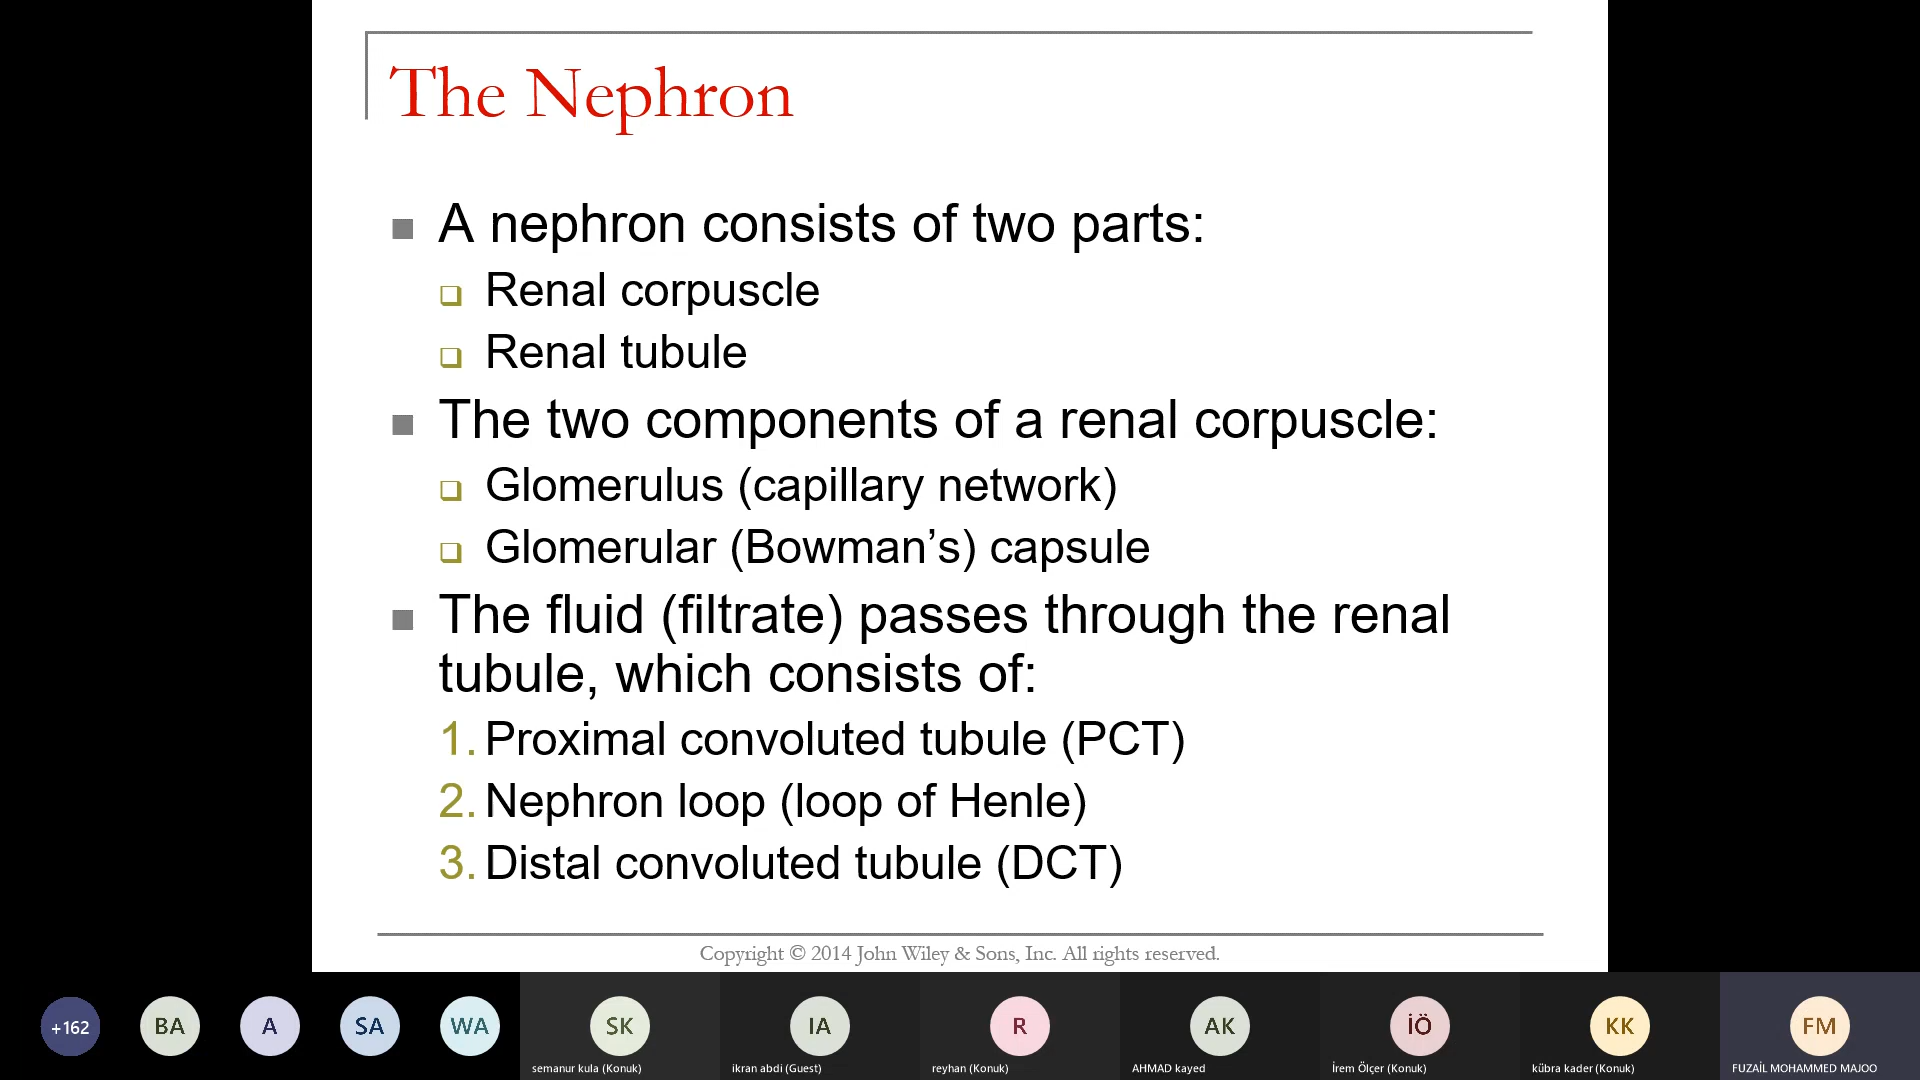 The Nephron
A nephron consists of two parts:
Renal corpuscle
Renal tubule
The two components of a renal corpuscle:
Glomerulus (capillary network)
Glomerular (Bowman’s) capsule
The fluid (filtrate) passes through the renal
tubule, which consists of:
1. Proximal convoluted tubule (PCT)
2. Nephron loop (loop of Henle)
3. Distal convoluted tubule (DCT)
Copyright © 2014 John Wiley & Sons, Inc. All rights reserved.
+162 BA A SA WA SK IA R AK İÖ KK FM
semanur kula (Konuk) ikran abdi (Guest) reyhan (Konuk) AHMAD kayed İrem Ölçer (Konuk) kübra kader (Konuk) FUZAİL MOHAMMED MAJOO